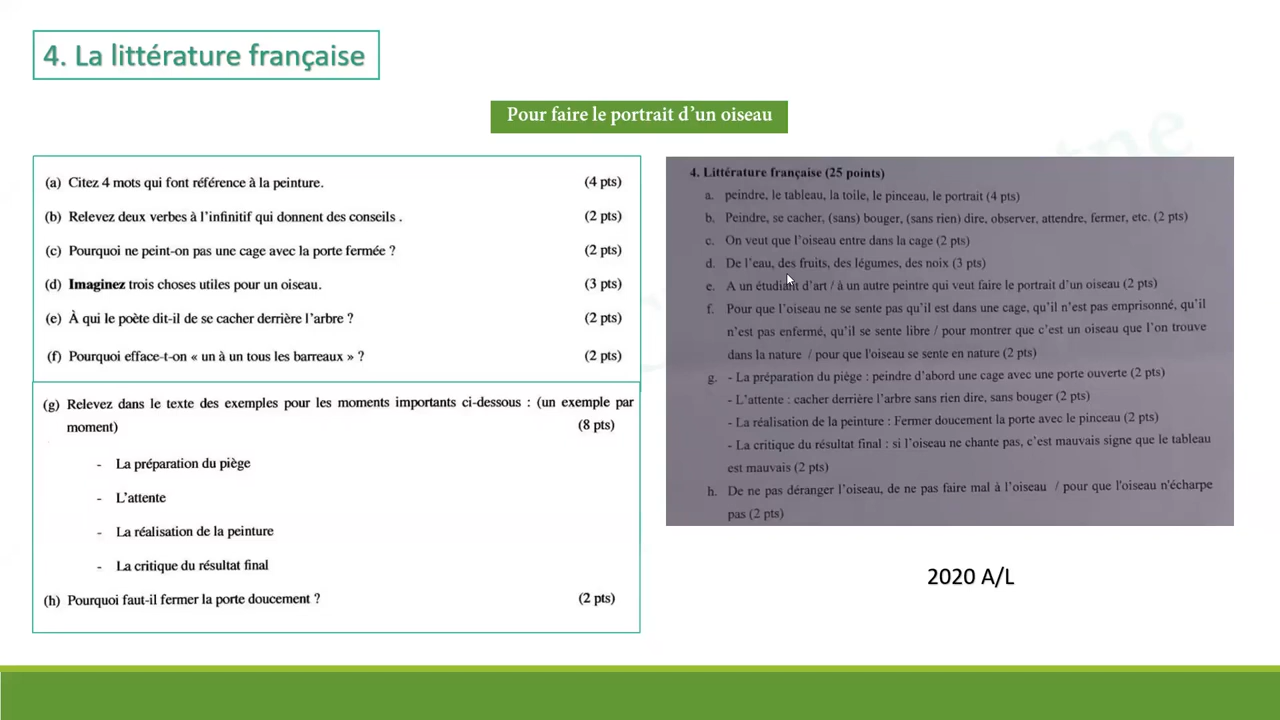 4. La littérature française
Pour faire le portrait d'un oiseau
(a) Citez 4 mots qui font référence à la peinture. (4 pts)
(b) Relevez deux verbes à l'infinitif qui donnent des conseils . (2 pts)
(c) Pourquoi ne peint-on pas une cage avec la porte fermée ? (2 pts)
(d) Imaginez trois choses utiles pour un oiseau. (3 pts)
(e) À qui le poète dit-il de se cacher derrière l'arbre ? (2 pts)
(f) Pourquoi efface-t-on « un à un tous les barreaux » ? (2 pts)
(g) Relevez dans le texte des exemples pour les moments importants ci-dessous : (un exemple par
moment) (8 pts)
- La préparation du piège
- L'attente
- La réalisation de la peinture
- La critique du résultat final
(h) Pourquoi faut-il fermer la porte doucement ? (2 pts)
4. Littérature française (25 points)
a. peindre, le tableau, la toile, le pinceau, le portrait (4 pts)
b. Peindre, se cacher, (sans) bouger, (sans rien) dire, observer, attendre, fermer, etc. (2 pts)
c. On veut que l'oiseau entre dans la cage (2 pts)
d. De l'eau, des fruits, des légumes, des noix (3 pts)
e. A un étudiant d'art / à un autre peintre qui veut faire le portrait d'un oiseau (2 pts)
f. Pour que l'oiseau ne se sente pas qu'il est dans une cage, qu'il n'est pas emprisonné, qu'il
n'est pas enfermé, qu'il se sente libre / pour montrer que c'est un oiseau que l'on trouve
dans la nature / pour que l'oiseau se sente en nature (2 pts)
g. - La préparation du piège : peindre d'abord une cage avec une porte ouverte (2 pts)
- L'attente : cacher derrière l'arbre sans rien dire, sans bouger (2 pts)
- La réalisation de la peinture : Fermer doucement la porte avec le pinceau (2 pts)
- La critique du résultat final : si l'oiseau ne chante pas, c'est mauvais signe que le tableau
est mauvais (2 pts)
h. De ne pas déranger l'oiseau, de ne pas faire mal à l'oiseau / pour que l'oiseau n'écharpe
pas (2 pts)
2020 A/L